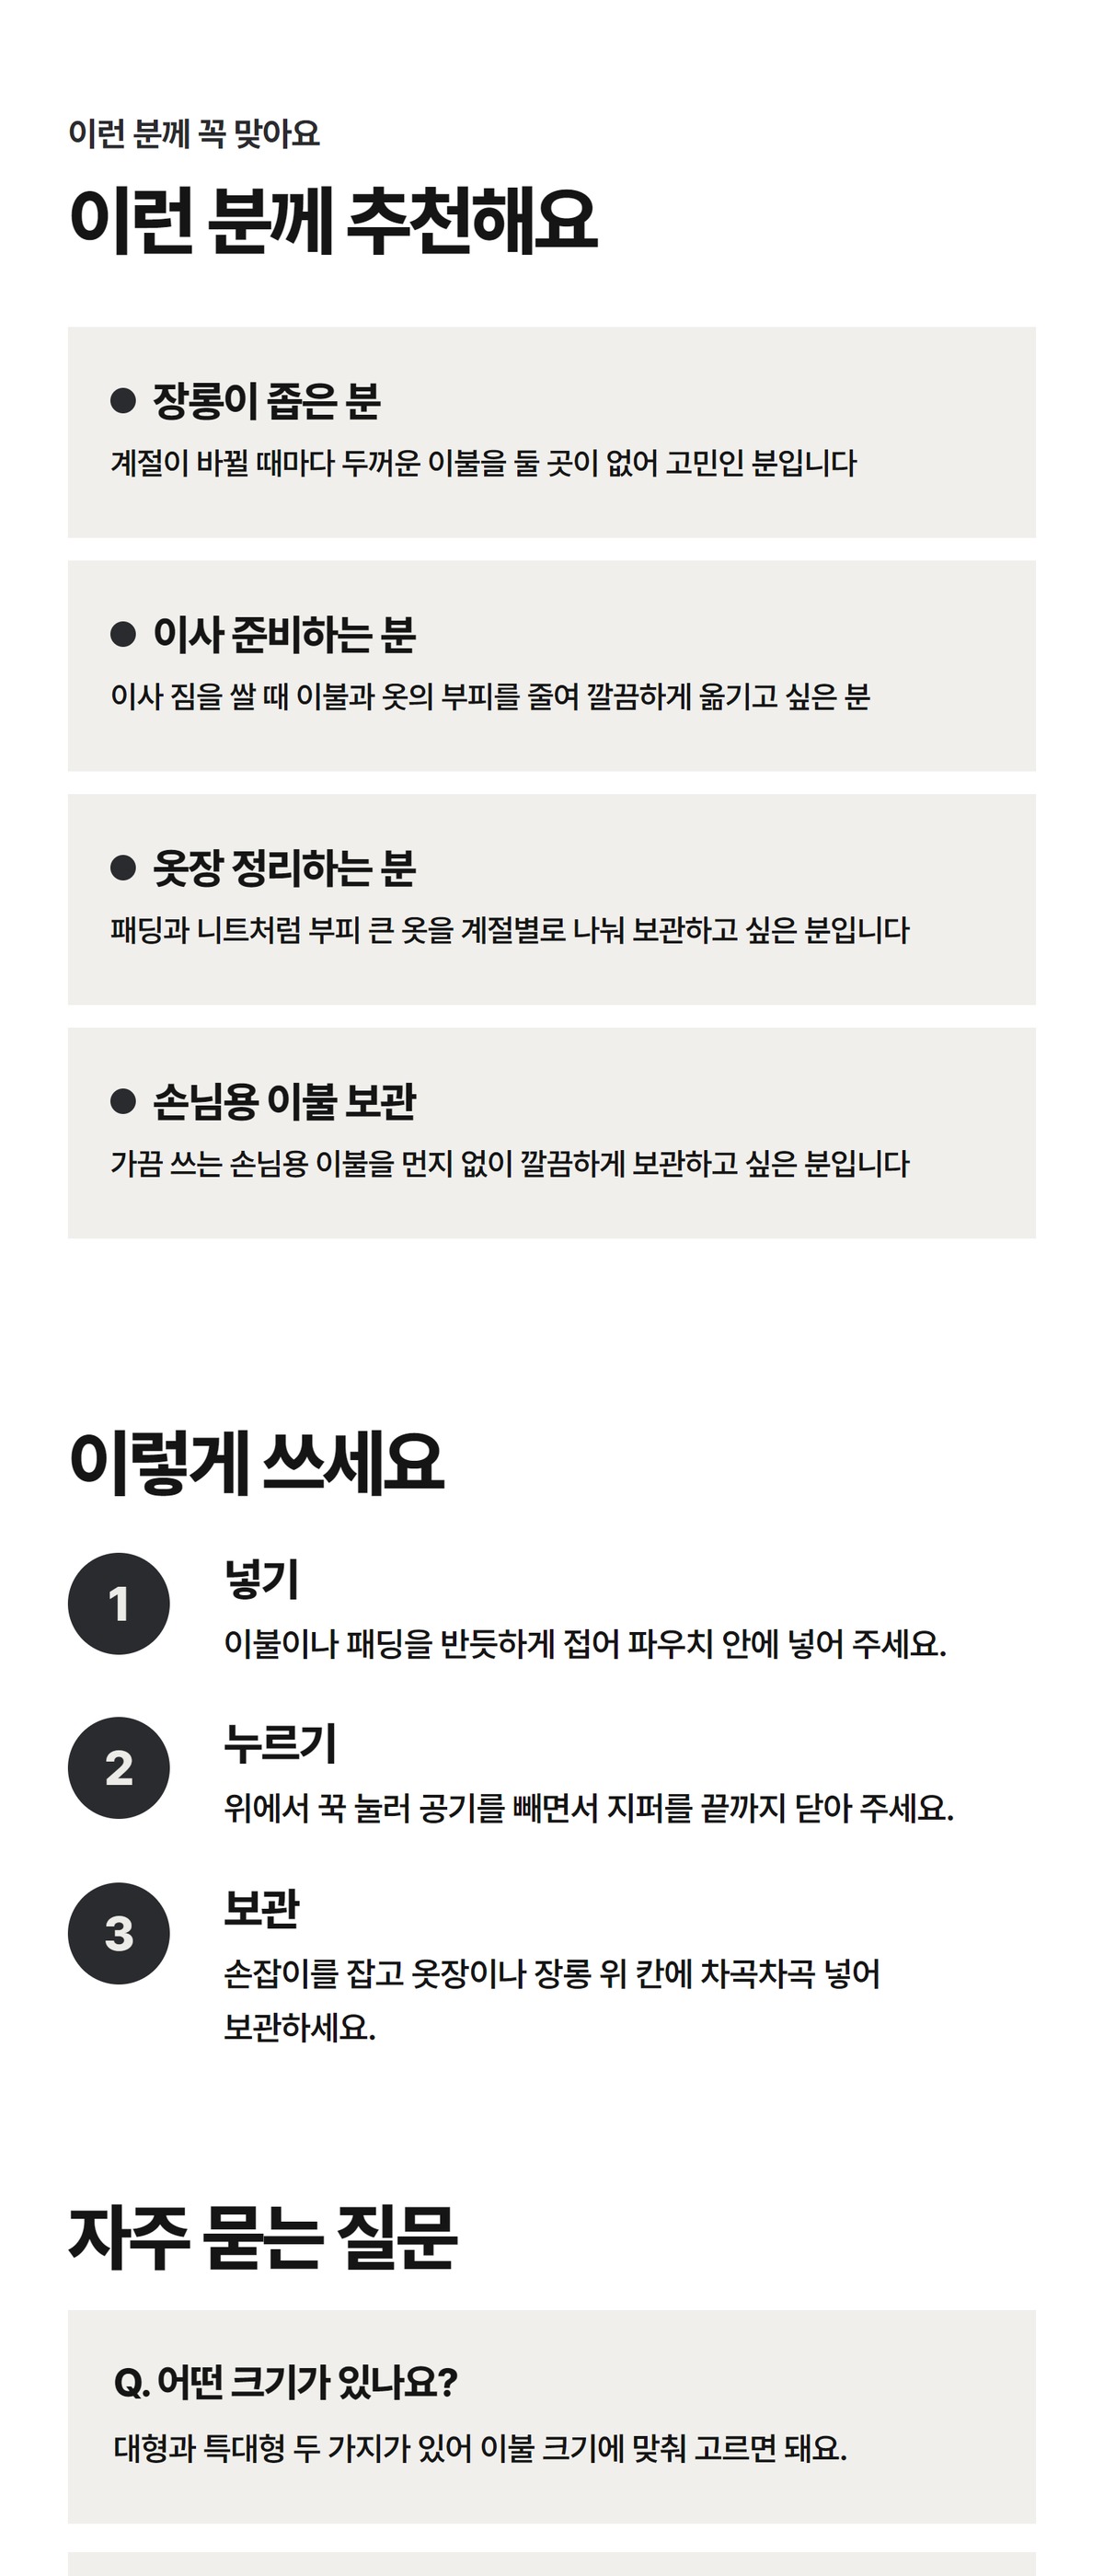 이런 분께 꼭 맞아요
이런 분께 추천해요
장롱이 좁은 분
계절이 바뀔 때마다 두꺼운 이불을 둘 곳이 없어 고민인 분입니다
이사 준비하는 분
이사 짐을 쌀 때 이불과 옷의 부피를 줄여 깔끔하게 옮기고 싶은 분
옷장 정리하는 분
패딩과 니트처럼 부피 큰 옷을 계절별로 나눠 보관하고 싶은 분입니다
손님용 이불 보관
가끔 쓰는 손님용 이불을 먼지 없이 깔끔하게 보관하고 싶은 분입니다
이렇게 쓰세요
1
넣기
이불이나 패딩을 반듯하게 접어 파우치 안에 넣어 주세요.
2
누르기
위에서 꾹 눌러 공기를 빼면서 지퍼를 끝까지 닫아 주세요.
3
보관
손잡이를 잡고 옷장이나 장롱 위 칸에 차곡차곡 넣어
보관하세요.
자주 묻는 질문
Q. 어떤 크기가 있나요?
대형과 특대형 두 가지가 있어 이불 크기에 맞춰 고르면 돼요.